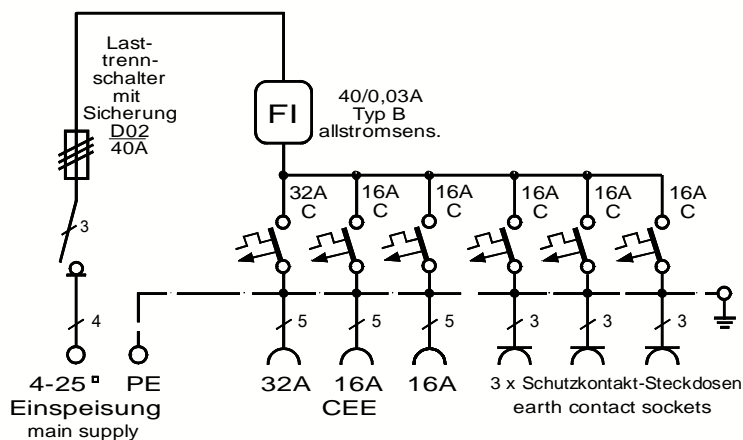 Last-
trenn-
schalter
mit
Sicherung
D02
40A
FI
40/0,03A
Typ B
allstromsens.
32A
C
16A
C
16A
C
16A
C
16A
C
16A
C
3
4
5
5
5
3
3
3
4-25¤ PE
Einspeisung
main supply
32A 16A 16A
CEE
3 x Schutzkontakt-Steckdosen
earth contact sockets